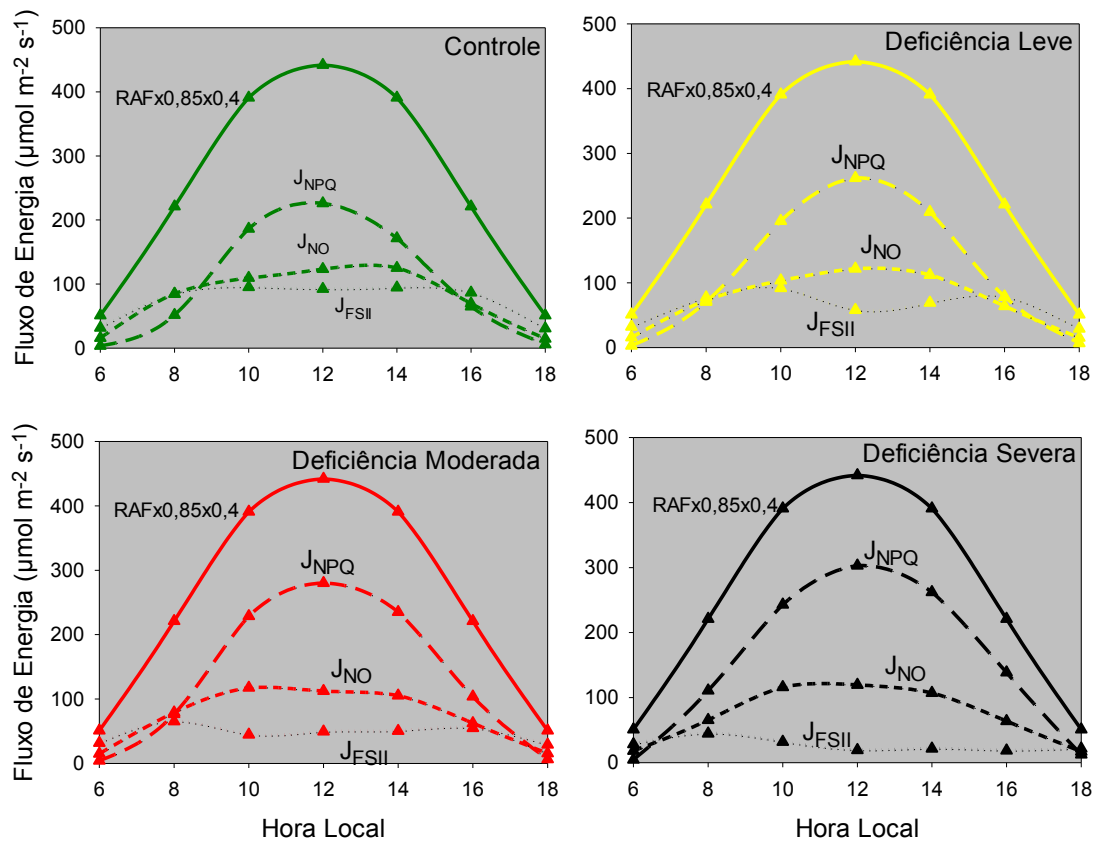 Controle
Fluxo de Energia (µmol m-2 s-1)
500
400
300
200
100
0
RAFx0,85x0,4
JNPQ
JNO
JFSII
6 8 10 12 14 16 18
Deficiência Leve
500
400
300
200
100
0
RAFx0,85x0,4
JNPQ
JNO
JFSII
6 8 10 12 14 16 18
Deficiência Moderada
Fluxo de Energia (µmol m-2 s-1)
500
400
300
200
100
0
RAFx0,85x0,4
JNPQ
JNO
JFSII
6 8 10 12 14 16 18
Hora Local
Deficiência Severa
500
400
300
200
100
0
RAFx0,85x0,4
JNPQ
JNO
JFSII
6 8 10 12 14 16 18
Hora Local